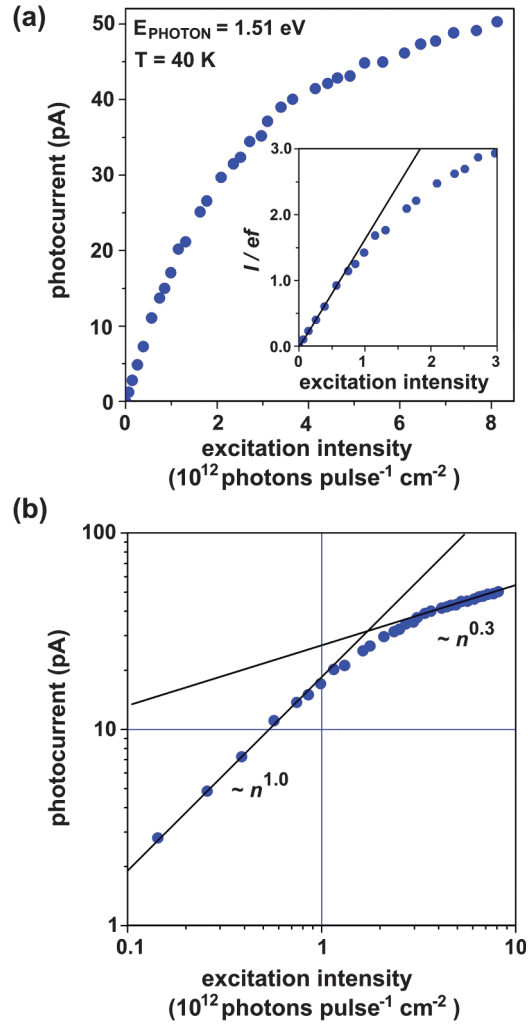 (a)
E_PHOTON = 1.51 eV
T = 40 K
photocurrent (pA)
50
40
30
20
10
0
0 2 4 6 8
excitation intensity
(10^12 photons pulse^-1 cm^-2 )
I / ef
3.0
2.0
1.0
0.0
0 1 2 3
excitation intensity
(b)
photocurrent (pA)
100
10
1
~ n^0.3
~ n^1.0
0.1 1 10
excitation intensity
(10^12 photons pulse^-1 cm^-2 )